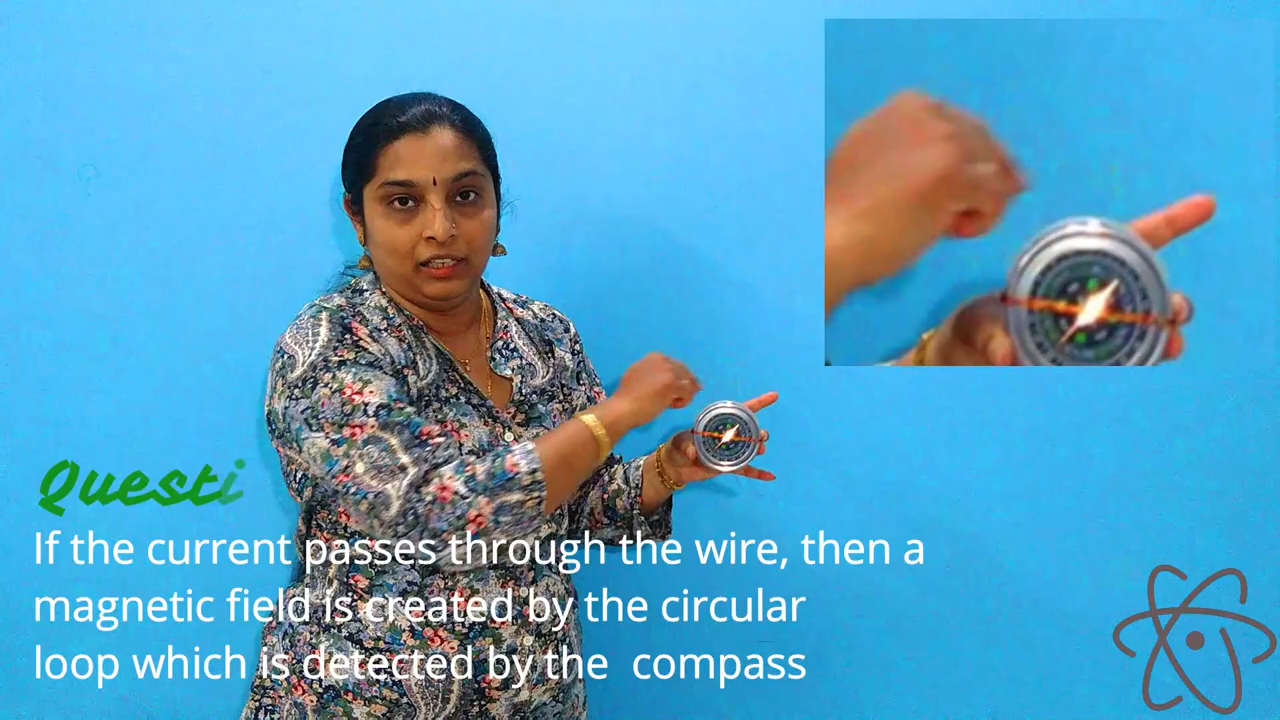 Questi
If the current passes through the wire, then a
magnetic field is created by the circular
loop which is detected by the  compass